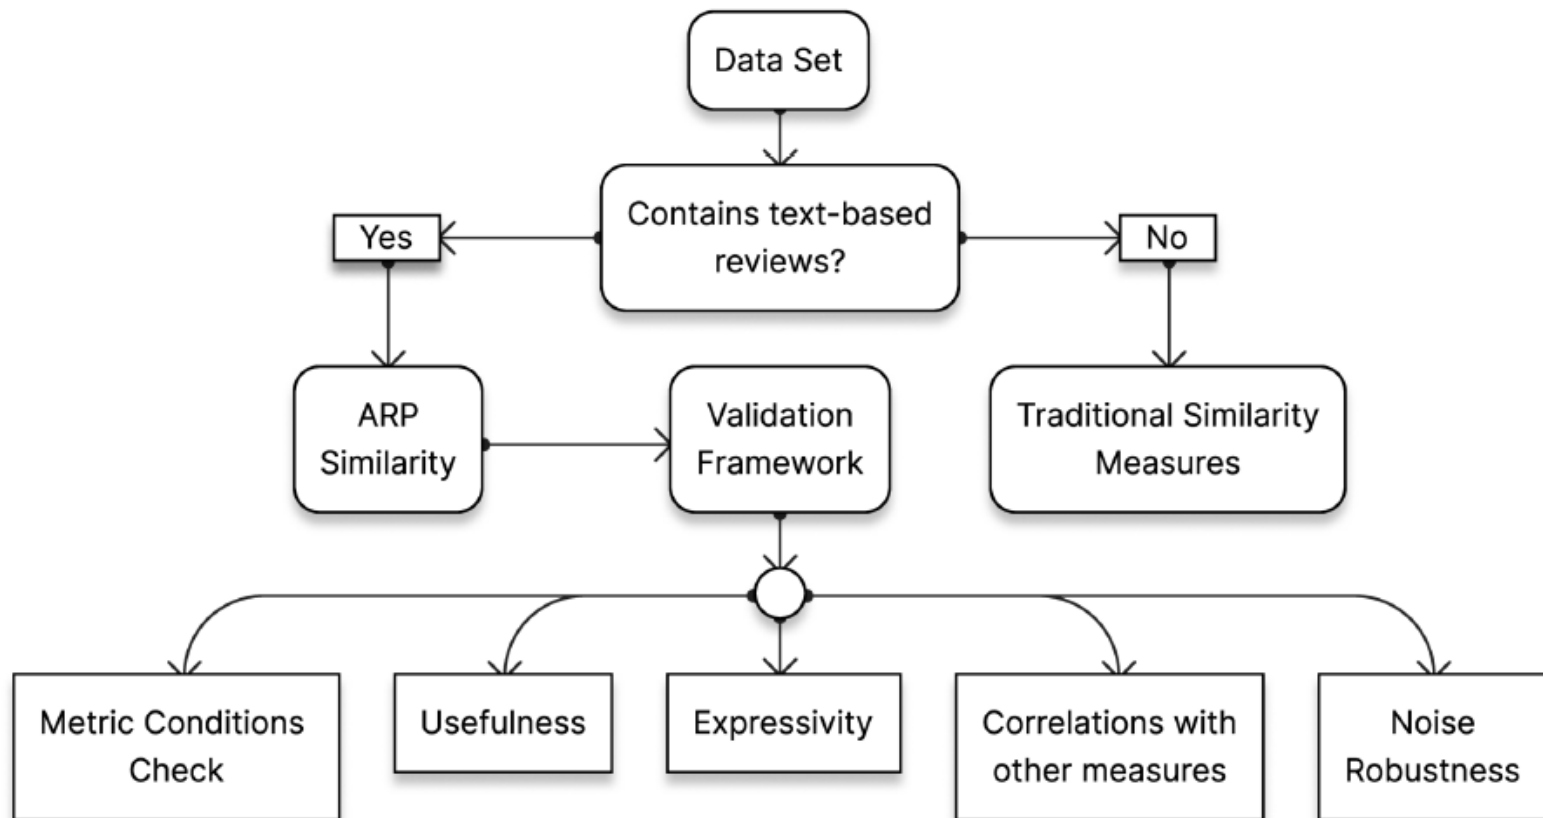 Data Set
Contains text-based
reviews?
Yes
No
ARP
Similarity
Validation
Framework
Traditional Similarity
Measures
Metric Conditions
Check
Usefulness
Expressivity
Correlations with
other measures
Noise
Robustness